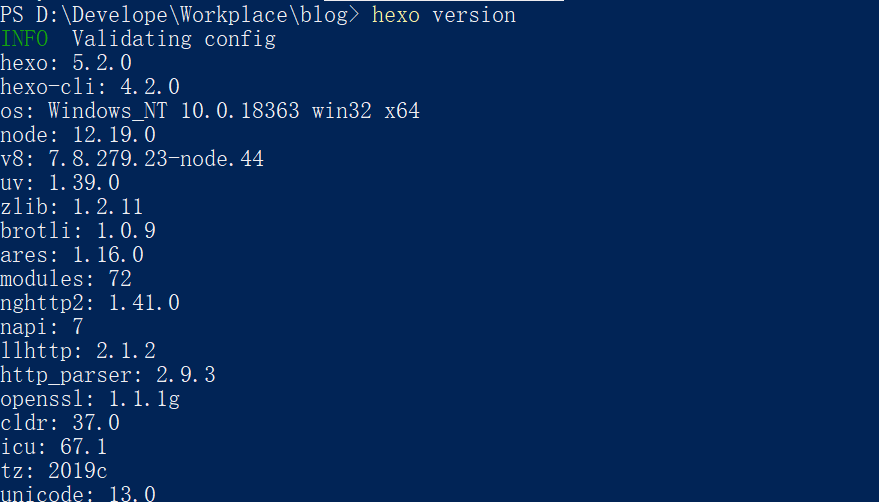 PS D:\Develope\Workplace\blog> hexo version
INFO  Validating config
hexo: 5.2.0
hexo-cli: 4.2.0
os: Windows_NT 10.0.18363 win32 x64
node: 12.19.0
v8: 7.8.279.23-node.44
uv: 1.39.0
zlib: 1.2.11
brotli: 1.0.9
ares: 1.16.0
modules: 72
nghttp2: 1.41.0
napi: 7
llhttp: 2.1.2
http_parser: 2.9.3
openssl: 1.1.1g
cldr: 37.0
icu: 67.1
tz: 2019c
unicode: 13.0